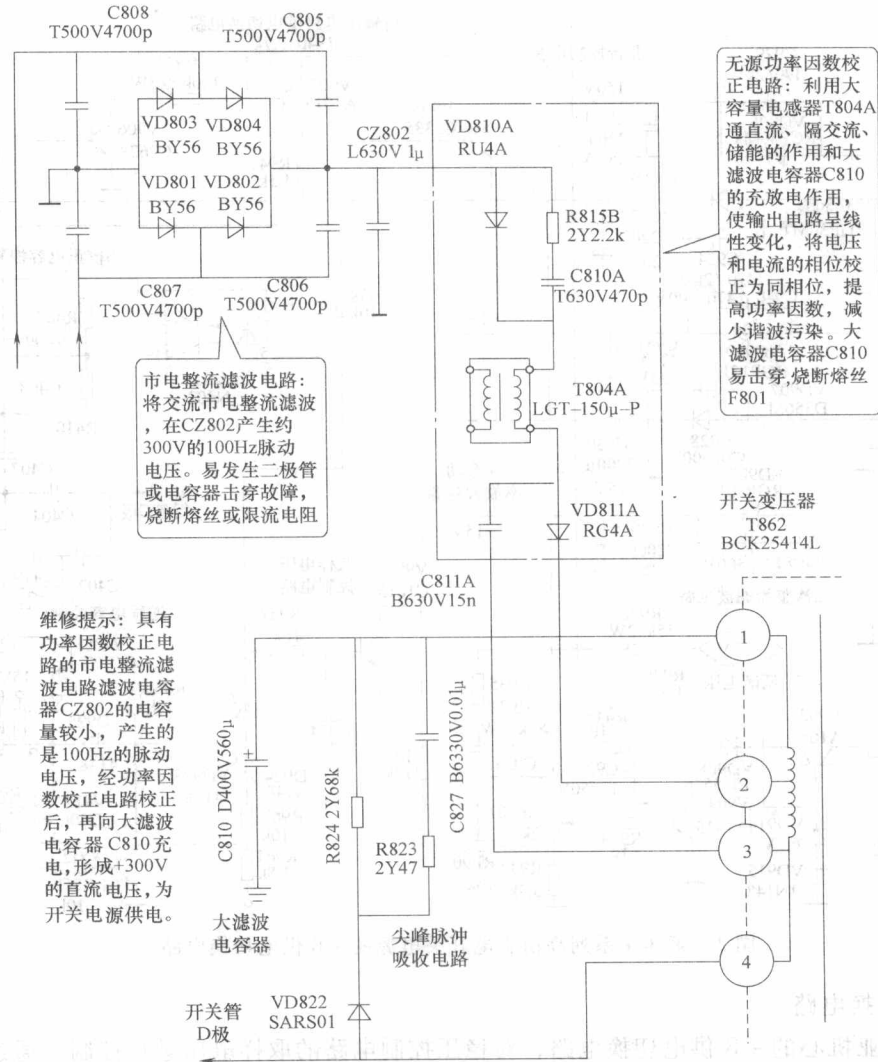 C808
T500V4700p
C805
T500V4700p
VD803
BY56
VD804
BY56
VD801
BY56
VD802
BY56
C807
T500V4700p
C806
T500V4700p
CZ802
L630V 1μ
VD810A
RU4A
R815B
2Y2.2k
C810A
T630V470p
T804A
LGT-150μ-P
VD811A
RG4A
C811A
B630V15n
无源功率因数校
正电路：利用大
容量电感器T804A
通直流、隔交流、
储能的作用和大
滤波电容器C810
的充放电作用，
使输出电路呈线
性变化，将电压
和电流的相位校
正为同相位，提
高功率因数，减
少谐波污染。大
滤波电容器C810
易击穿,烧断熔丝
F801
市电整流滤波电路：
将交流市电整流滤波
，在CZ802产生约
300V的100Hz脉动
电压。易发生二极管
或电容器击穿故障，
烧断熔丝或限流电阻
开关变压器
T862
BCK25414L
维修提示：具有
功率因数校正电
路的市电整流滤
波电路滤波电容
器CZ802的电容
量较小，产生的
是100Hz的脉动
电压，经功率因
数校正电路校正
后，再向大滤波
电容器C810充
电,形成+300V
的直流电压，为
开关电源供电。
C810 D400V560μ
+
R824 2Y68k
R823
2Y47
C827 B6330V0.01μ
1
2
3
4
大滤波
电容器
尖峰脉冲
吸收电路
开关管
D极
VD822
SARS01